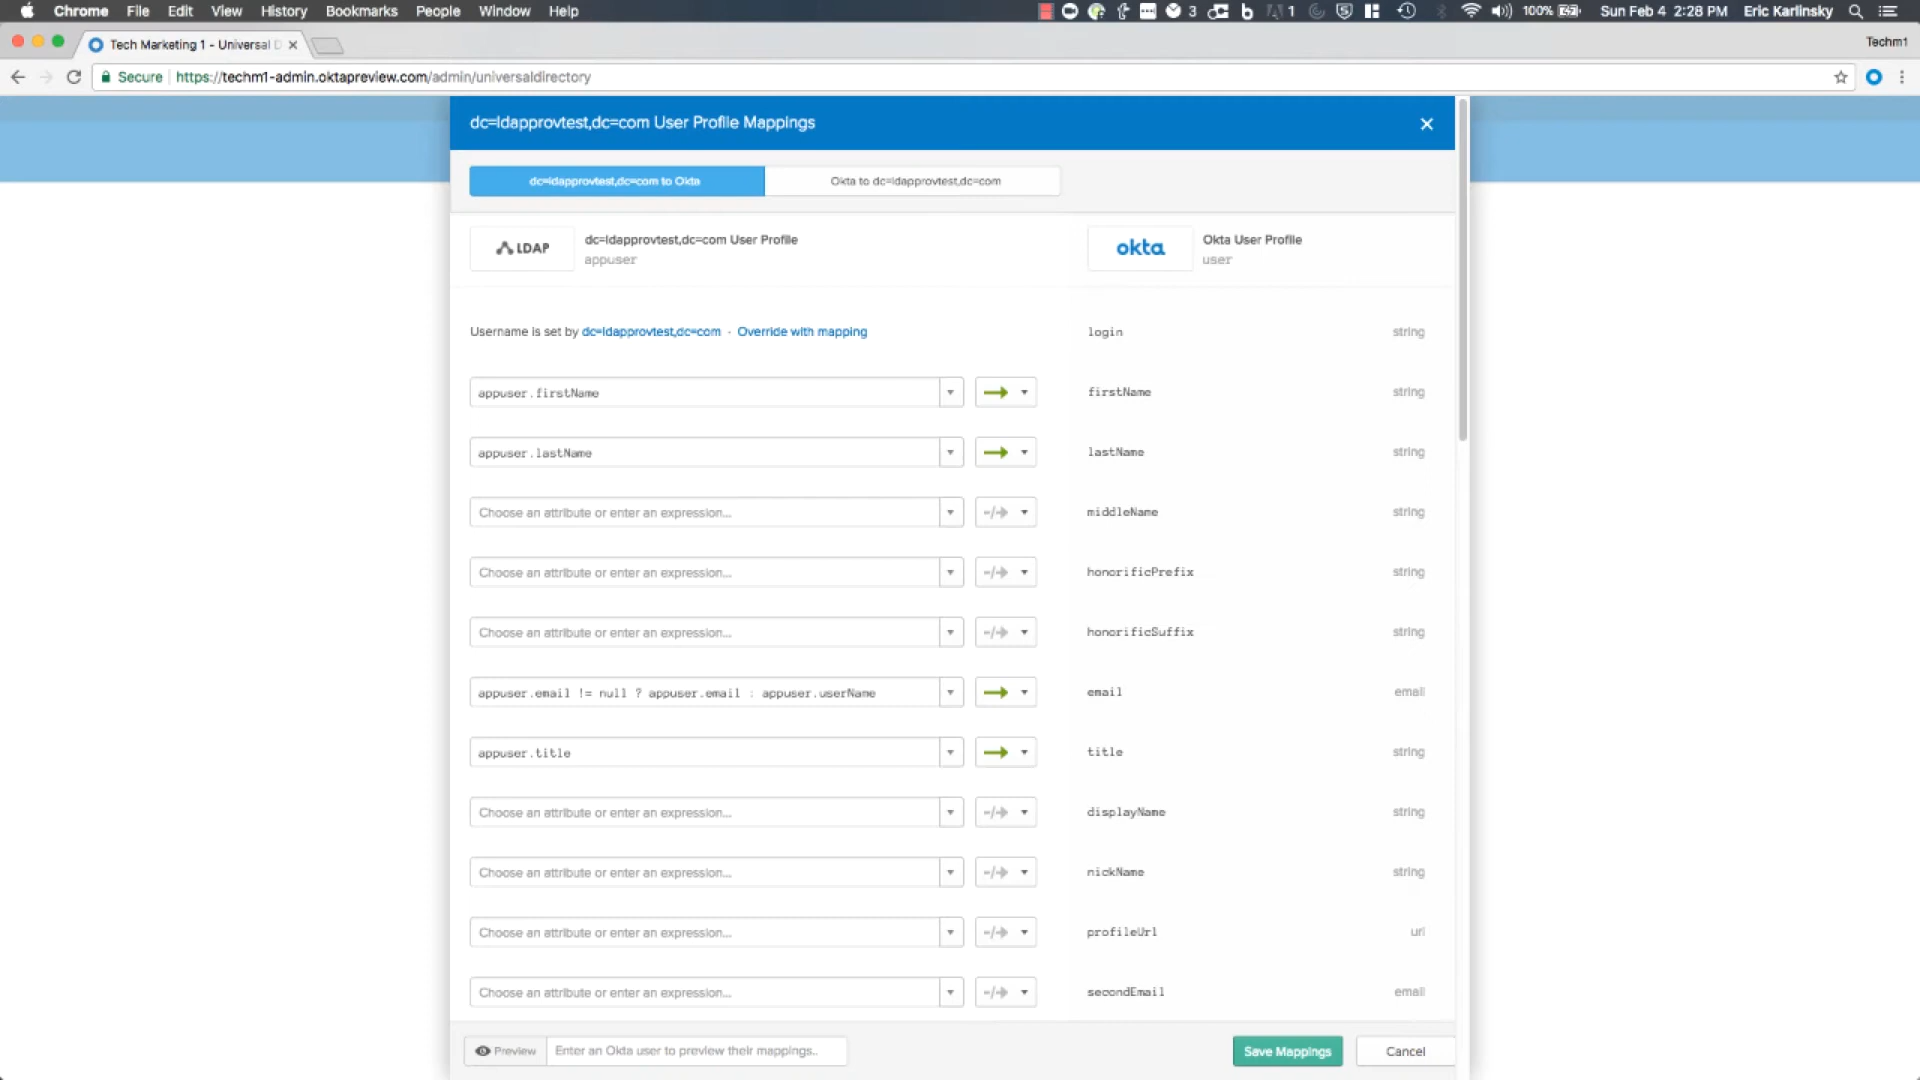 Chrome File Edit View History Bookmarks People Window Help 3 1 100% Sun Feb 4 2:28 PM Eric Karlinsky
Tech Marketing 1 - Universal D Techm1
Secure https://techm1-admin.oktapreview.com/admin/universaldirectory
dc=ldapprovtest,dc=com User Profile Mappings
dc=ldapprovtest,dc=com to Okta Okta to dc=ldapprovtest,dc=com
LDAP dc=ldapprovtest,dc=com User Profile okta Okta User Profile
appuser user
Username is set by dc=ldapprovtest,dc=com · Override with mapping login string
appuser.firstName firstName string
appuser.lastName lastName string
Choose an attribute or enter an expression... middleName string
Choose an attribute or enter an expression... honorificPrefix string
Choose an attribute or enter an expression... honorificSuffix string
appuser.email != null ? appuser.email : appuser.userName email email
appuser.title title string
Choose an attribute or enter an expression... displayName string
Choose an attribute or enter an expression... nickName string
Choose an attribute or enter an expression... profileUrl uri
Choose an attribute or enter an expression... secondEmail email
Preview Enter an Okta user to preview their mappings.. Save Mappings Cancel